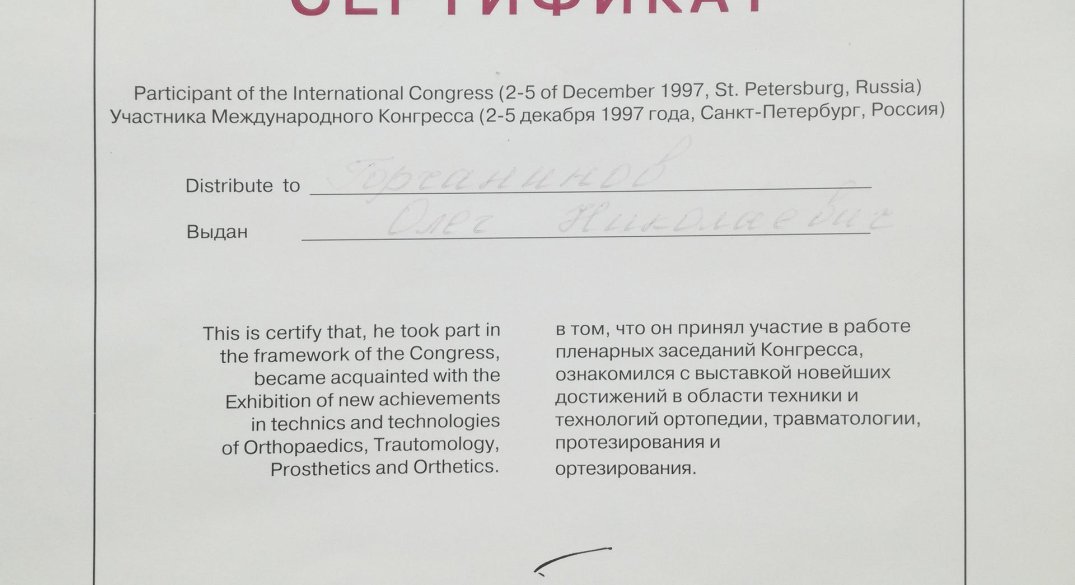 СЕРТИФИКАТ
Participant of the International Congress (2-5 of December 1997, St. Petersburg, Russia)
Участника Международного Конгресса (2-5 декабря 1997 года, Санкт-Петербург, Россия)
Distribute to
Выдан Олег Николаевич
This is certify that, he took part in
the framework of the Congress,
became acquainted with the
Exhibition of new achievements
in technics and technologies
of Orthopaedics, Trautomology,
Prosthetics and Orthetics.
в том, что он принял участие в работе
пленарных заседаний Конгресса,
ознакомился с выставкой новейших
достижений в области техники и
технологий ортопедии, травматологии,
протезирования и
ортезирования.